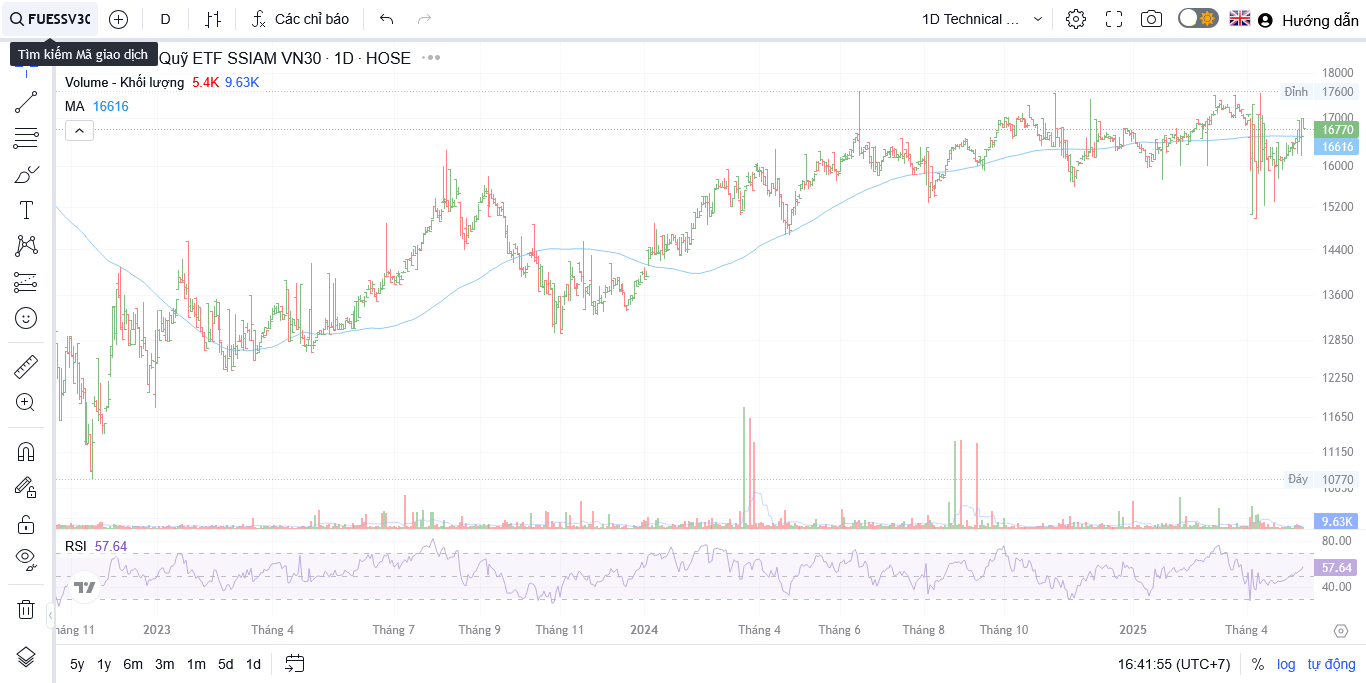 FUESSV30
D
Các chỉ báo
1D Technical ...
Hướng dẫn
Tìm kiếm Mã giao dịch
Quỹ ETF SSIAM VN30 · 1D · HOSE
Volume - Khối lượng 5.4K 9.63K
MA 16616
18000
Đỉnh 17600
17000
16770
16616
16000
15200
14400
13600
12850
12250
11650
11150
Đáy 10770
9.63K
RSI 57.64
80.00
57.64
40.00
háng 11 2023 Tháng 4 Tháng 7 Tháng 9 Tháng 11 2024 Tháng 4 Tháng 6 Tháng 8 Tháng 10 2025 Tháng 4
5y 1y 6m 3m 1m 5d 1d
16:41:55 (UTC+7) % log tự động